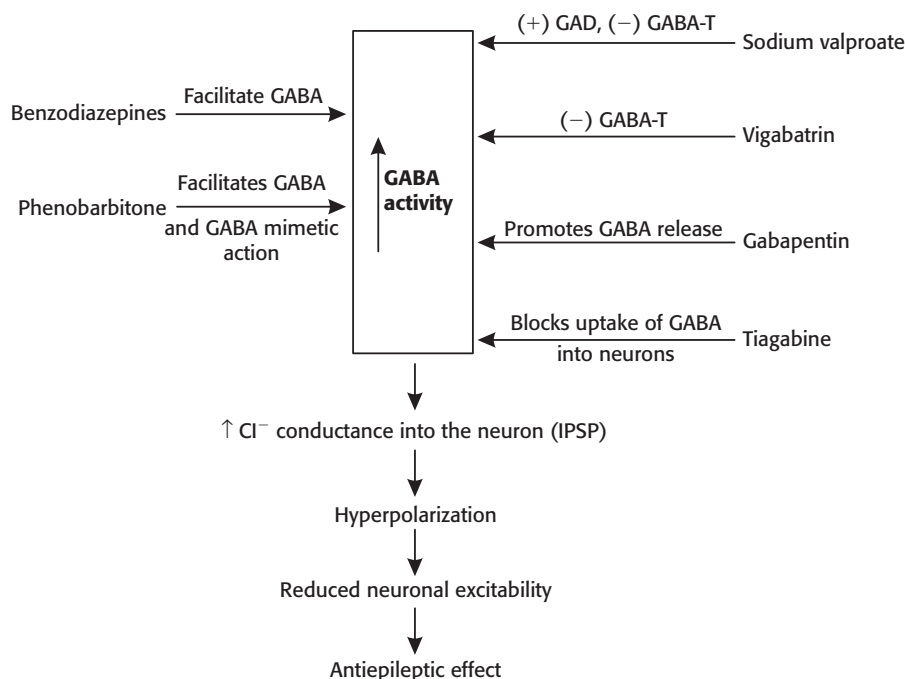 (+) GAD, (−) GABA-T
Sodium valproate
Facilitate GABA
Benzodiazepines
(−) GABA-T
Vigabatrin
GABA
activity
Facilitates GABA
Phenobarbitone
and GABA mimetic
action
Promotes GABA release
Gabapentin
Blocks uptake of GABA
into neurons
Tiagabine
↑ CI− conductance into the neuron (IPSP)
Hyperpolarization
Reduced neuronal excitability
Antiepileptic effect